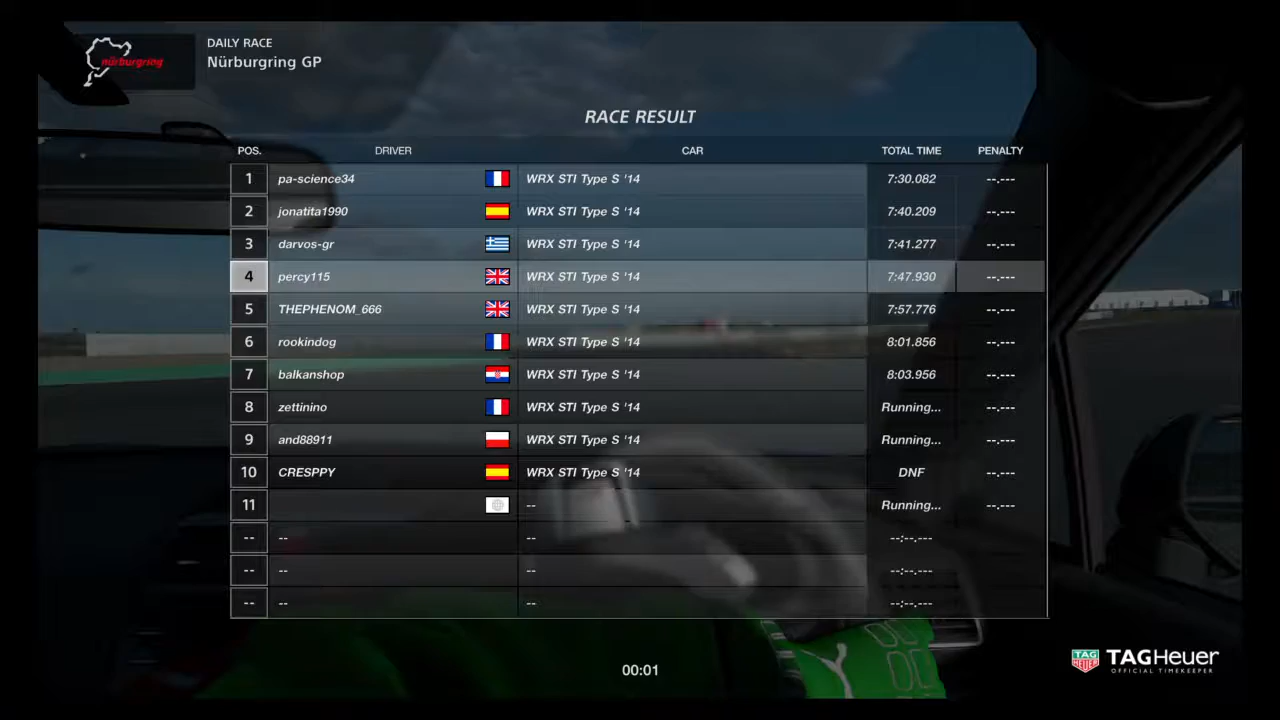 nürburgring
DAILY RACE
Nürburgring GP
RACE RESULT
POS. DRIVER CAR TOTAL TIME PENALTY
1 pa-science34 WRX STI Type S '14 7:30.082 --.---
2 jonatita1990 WRX STI Type S '14 7:40.209 --.---
3 darvos-gr WRX STI Type S '14 7:41.277 --.---
4 percy115 WRX STI Type S '14 7:47.930 --.---
5 THEPHENOM_666 WRX STI Type S '14 7:57.776 --.---
6 rookindog WRX STI Type S '14 8:01.856 --.---
7 balkanshop WRX STI Type S '14 8:03.956 --.---
8 zettinino WRX STI Type S '14 Running... --.---
9 and88911 WRX STI Type S '14 Running... --.---
10 CRESPPY WRX STI Type S '14 DNF --.---
11 -- Running... --.---
-- -- -- --:--.---
-- -- -- --:--.---
-- -- -- --:--.---
00:01
TAG HEUER TAGHeuer
OFFICIAL TIMEKEEPER